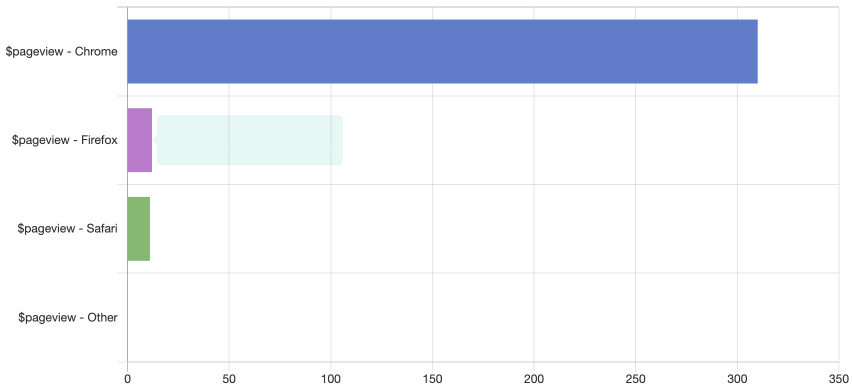 $pageview - Chrome
$pageview - Firefox
$pageview - Safari
$pageview - Other
0 50 100 150 200 250 300 350